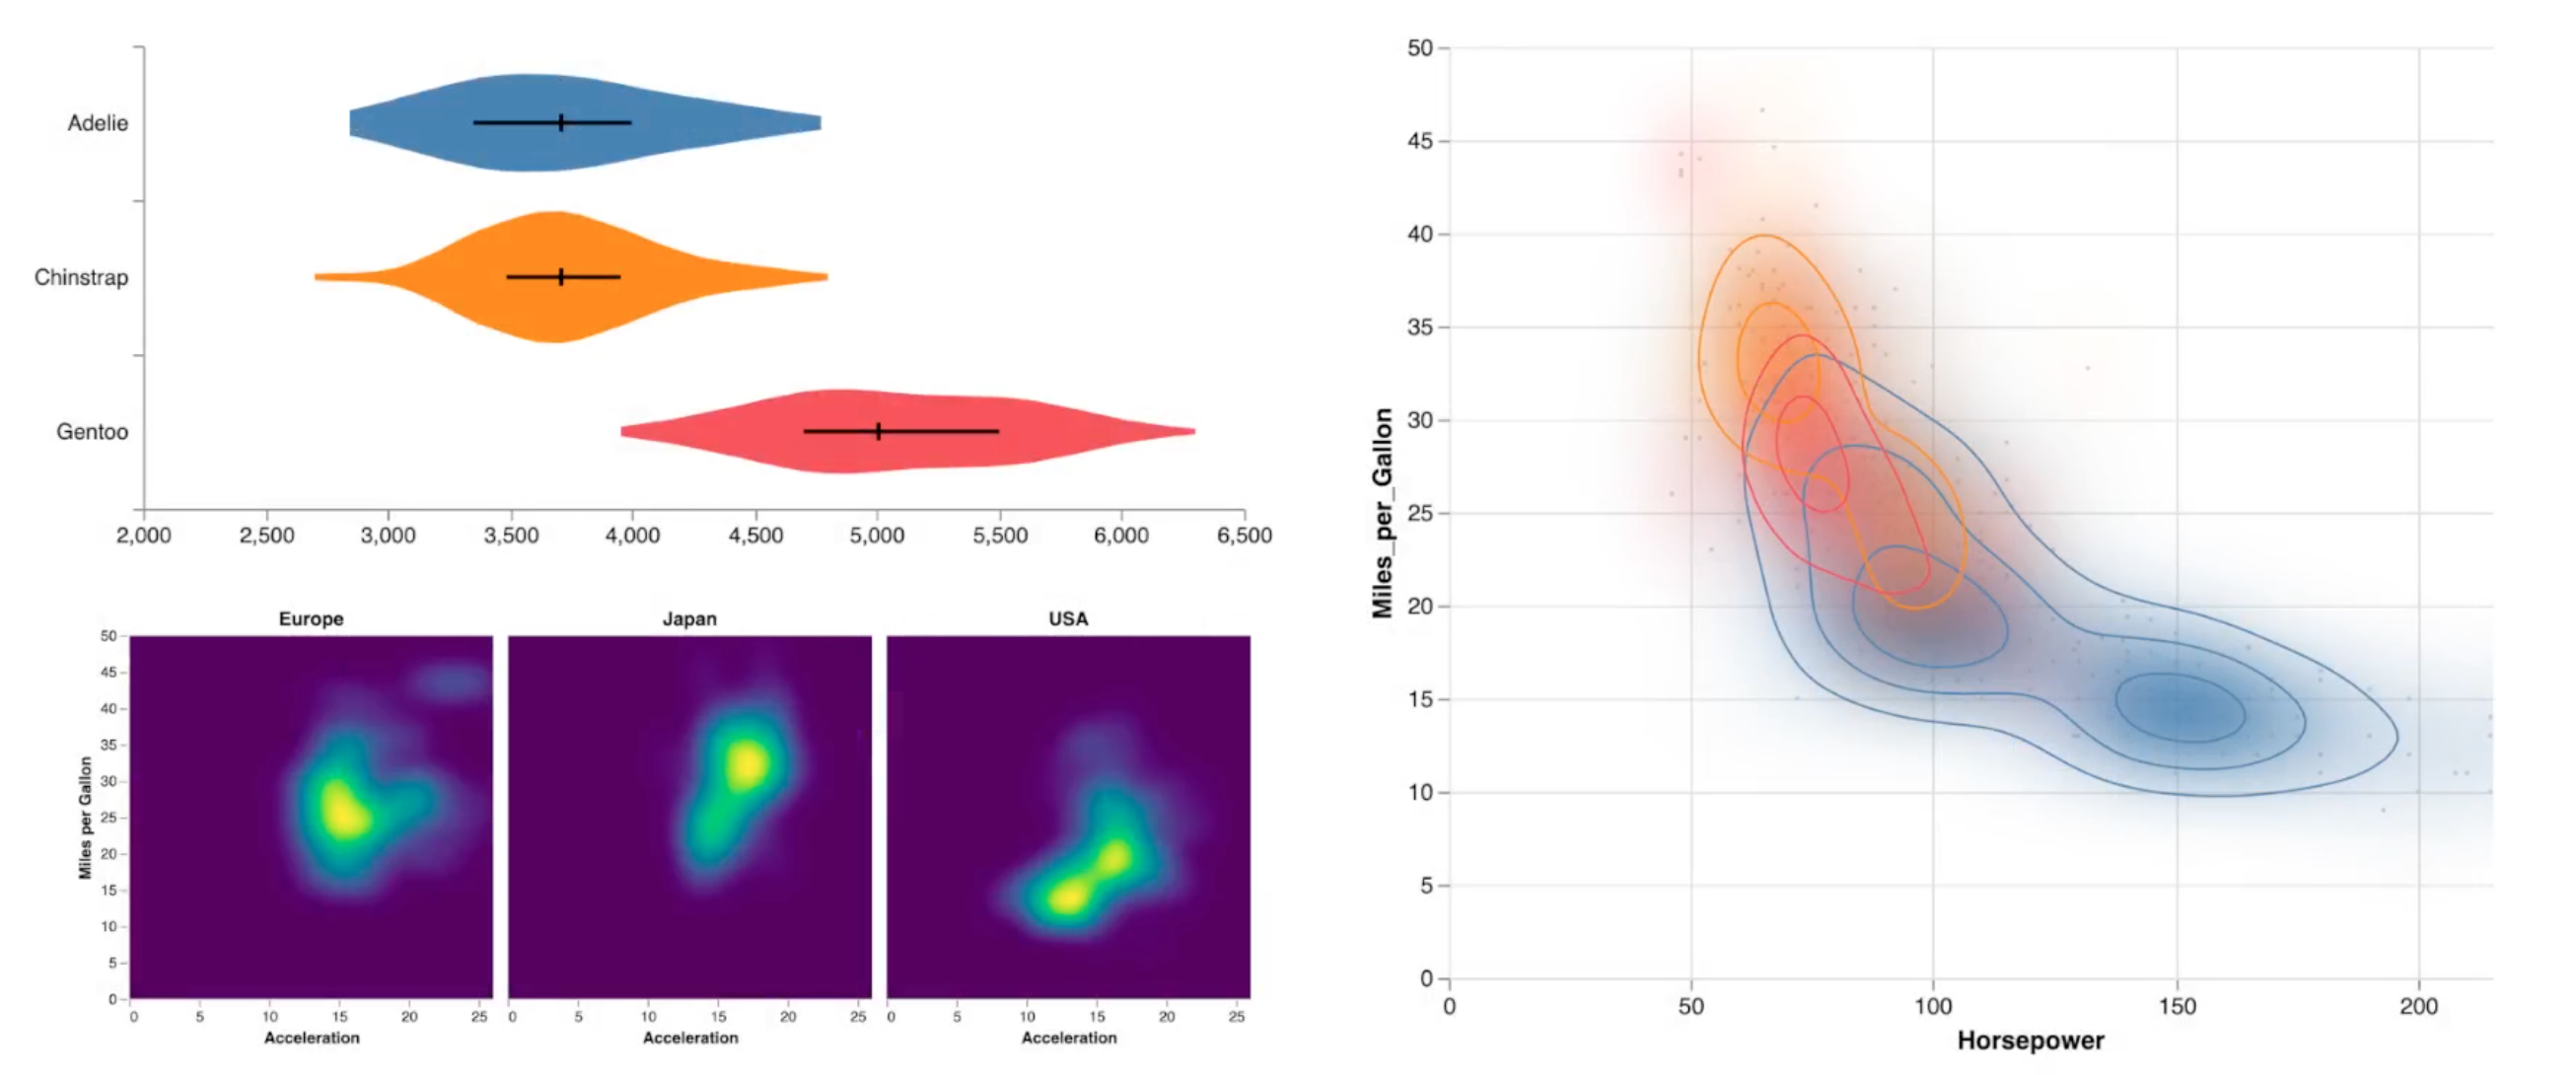 Adelie
Chinstrap
Gentoo
2,000 2,500 3,000 3,500 4,000 4,500 5,000 5,500 6,000 6,500
Europe Japan USA
50
45
40
35
30
25
20
15
10
5
0
Miles per Gallon
0 5 10 15 20 25 0 5 10 15 20 25 0 5 10 15 20 25
Acceleration Acceleration Acceleration
50
45
40
35
30
25
20
15
10
5
0
Miles_per_Gallon
0 50 100 150 200
Horsepower